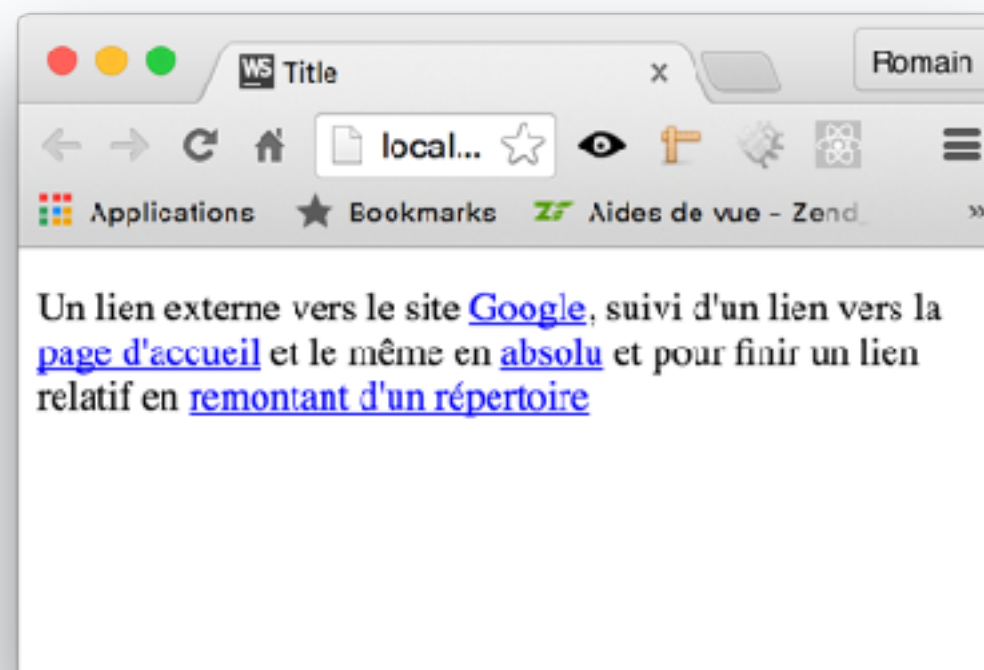 WS Title x Romain
local...
Applications Bookmarks ZF Aides de vue - Zend »
Un lien externe vers le site Google, suivi d'un lien vers la
page d'accueil et le même en absolu et pour finir un lien
relatif en remontant d'un répertoire